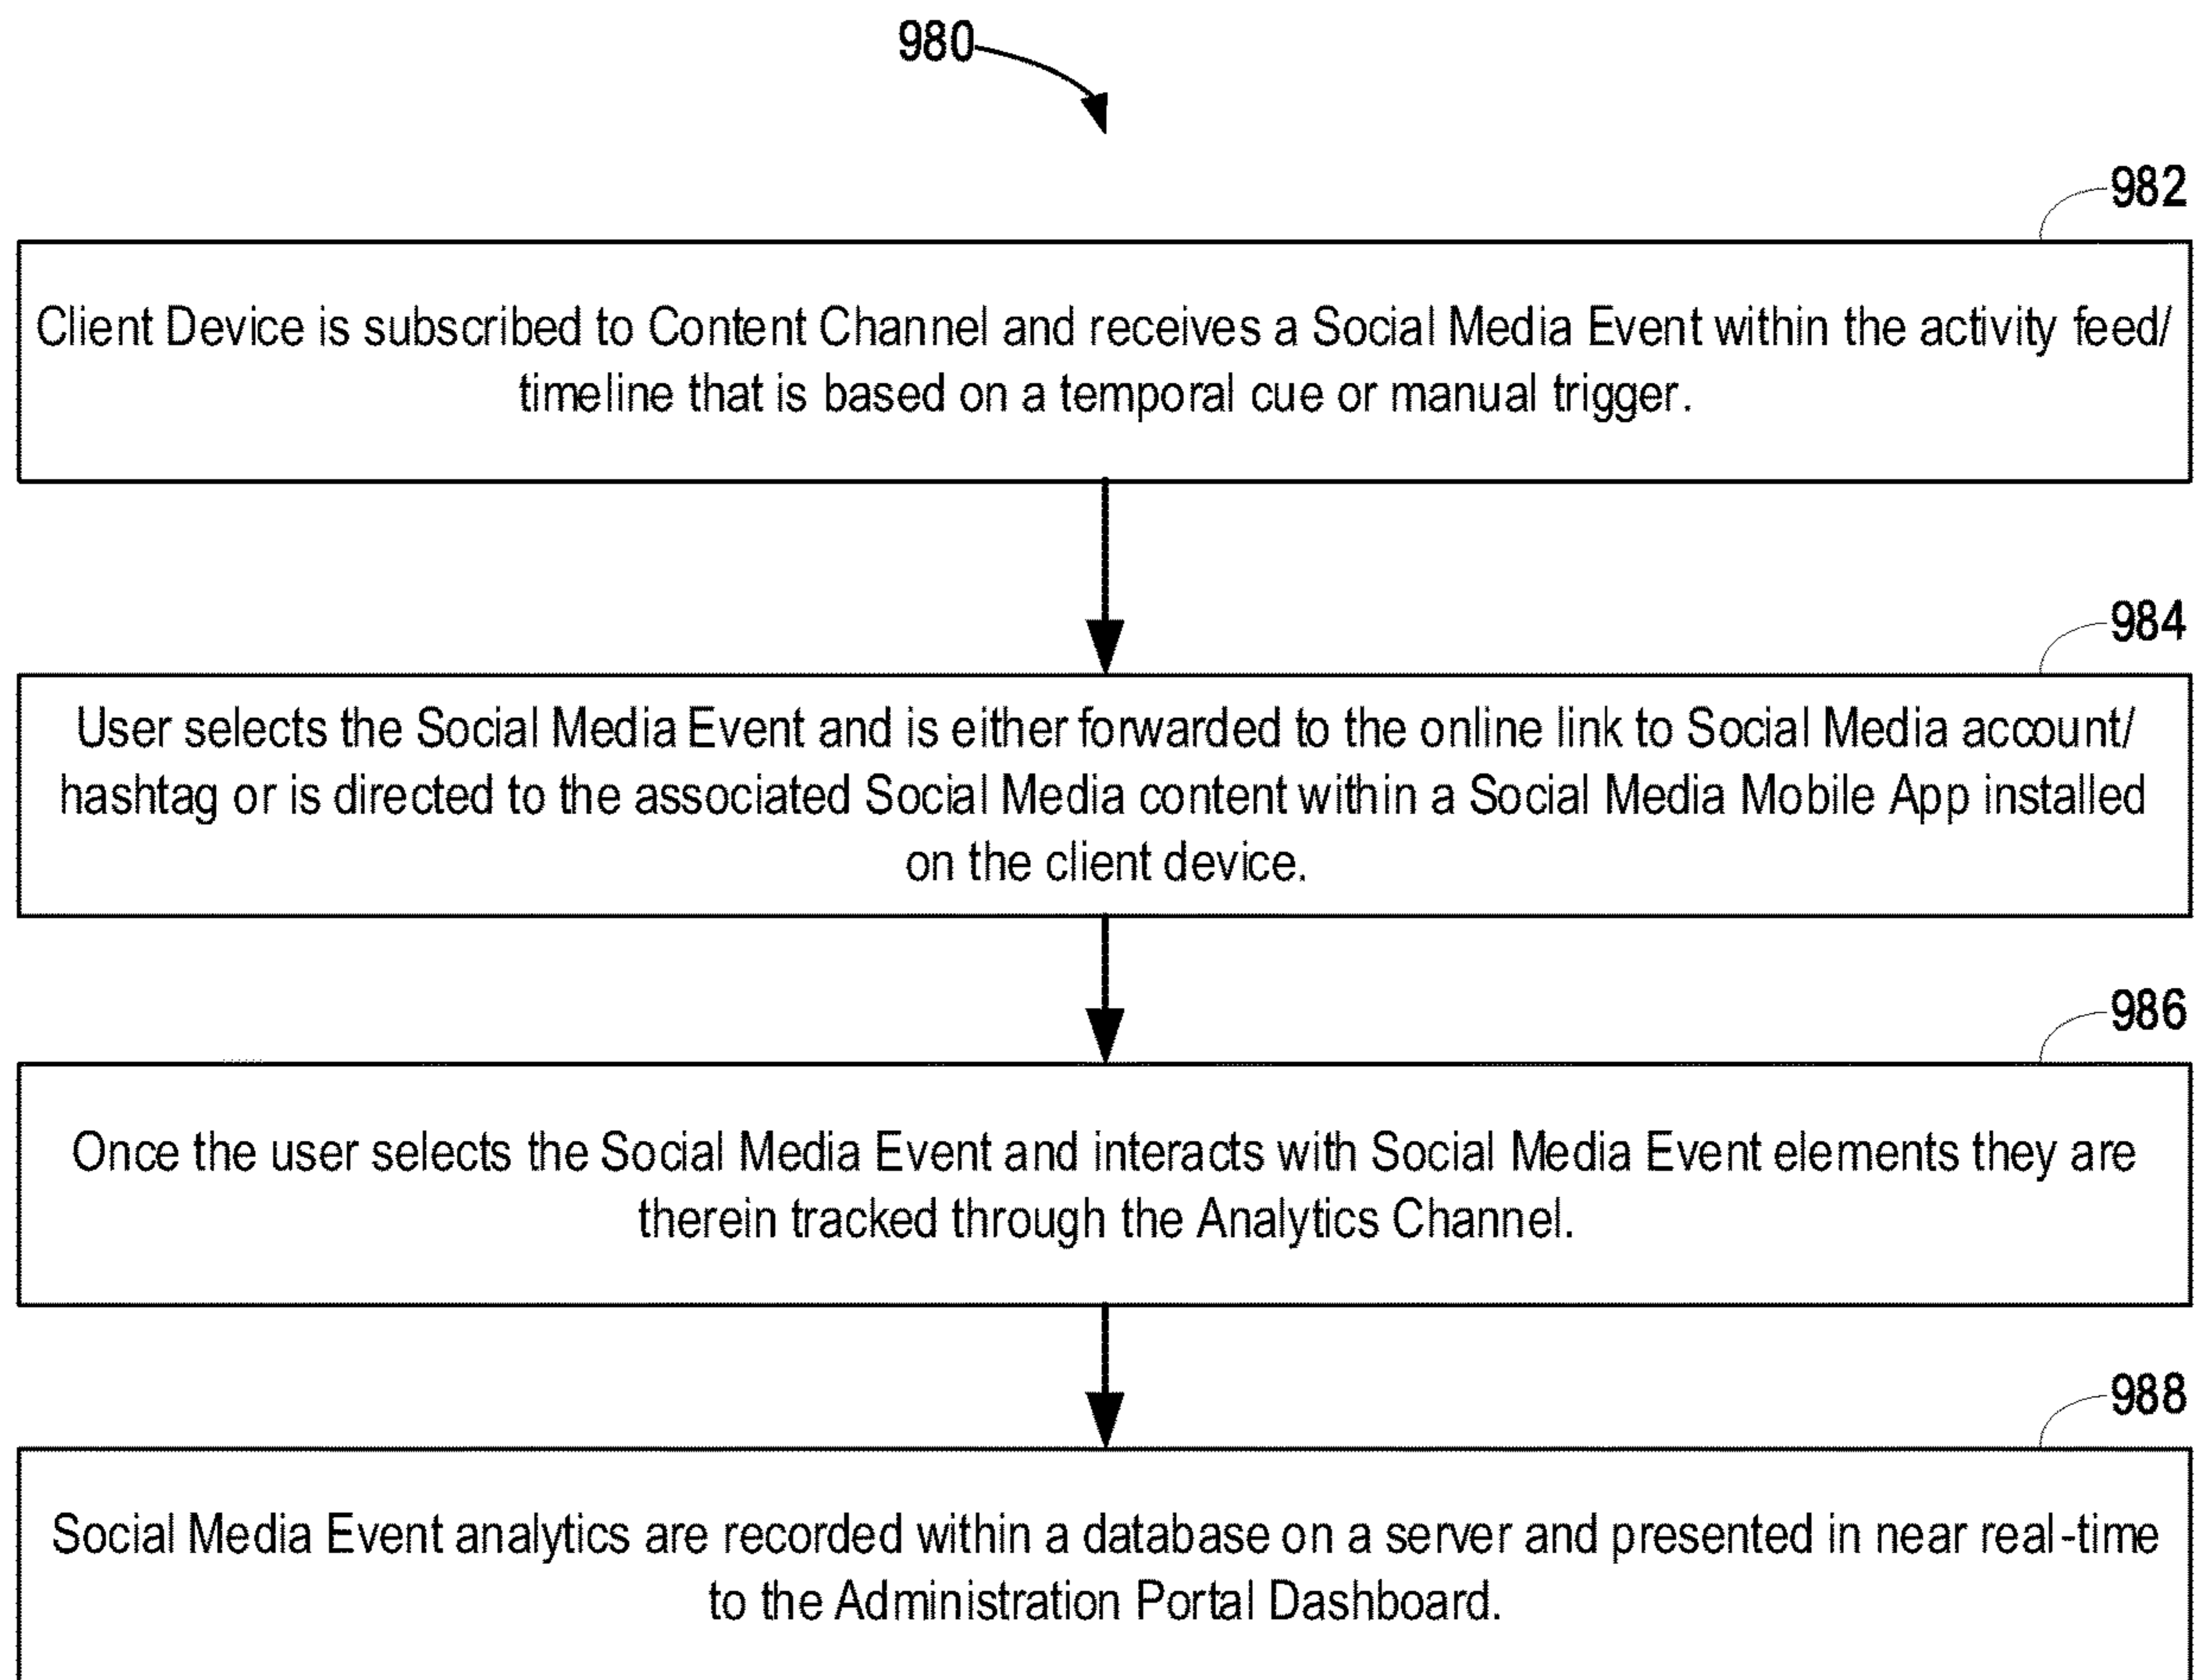 980
982
Client Device is subscribed to Content Channel and receives a Social Media Event within the activity feed/
timeline that is based on a temporal cue or manual trigger.
984
User selects the Social Media Event and is either forwarded to the online link to Social Media account/
hashtag or is directed to the associated Social Media content within a Social Media Mobile App installed
on the client device.
986
Once the user selects the Social Media Event and interacts with Social Media Event elements they are
therein tracked through the Analytics Channel.
988
Social Media Event analytics are recorded within a database on a server and presented in near real-time
to the Administration Portal Dashboard.